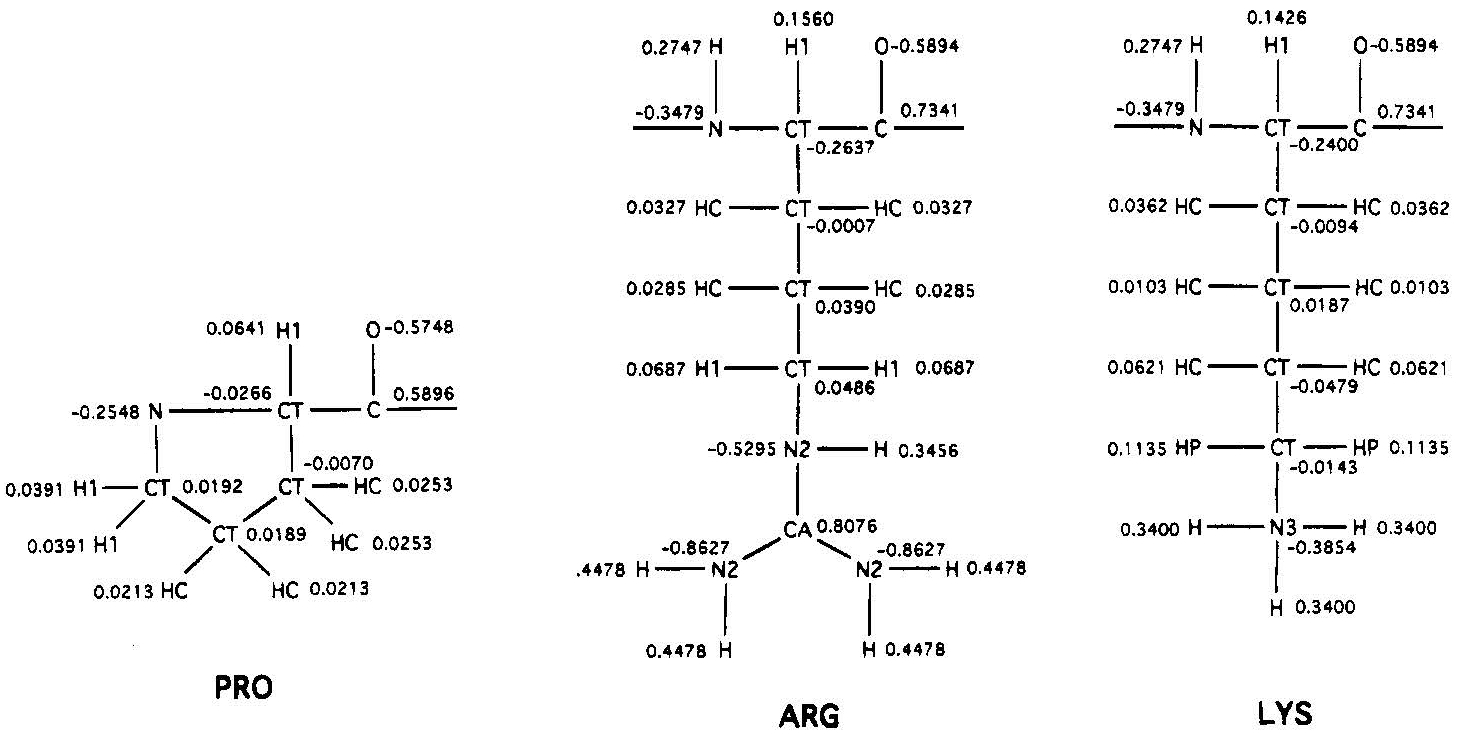 0.1560 0.1426
0.2747 H H1 O -0.5894 0.2747 H H1 O -0.5894
-0.3479 0.7341 -0.3479 0.7341
N CT C N CT C
-0.2637 -0.2400
0.0327 HC CT HC 0.0327 0.0362 HC CT HC 0.0362
-0.0007 -0.0094
0.0285 HC CT HC 0.0285 0.0103 HC CT HC 0.0103
0.0390 0.0187
0.0641 H1 O -0.5748
0.0687 H1 CT H1 0.0687 0.0621 HC CT HC 0.0621
0.0486 -0.0479
-0.0266 0.5896
-0.2548 N CT C
-0.5295 N2 H 0.3456 0.1135 HP CT HP 0.1135
-0.0070 -0.0143
0.0391 H1 CT 0.0192 CT HC 0.0253
CT 0.0189 CA 0.8076 0.3400 H N3 H 0.3400
0.0391 H1 HC 0.0253 -0.8627 -0.8627 -0.3854
.4478 H N2 N2 H 0.4478
0.0213 HC HC 0.0213 H 0.3400
0.4478 H H 0.4478
PRO
ARG LYS